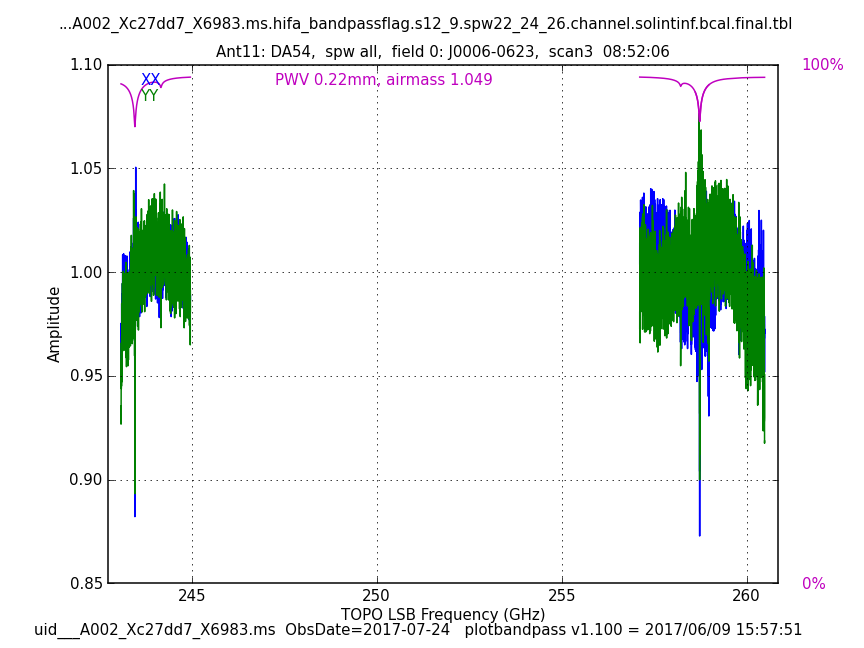 ...A002_Xc27dd7_X6983.ms.hifa_bandpassflag.s12_9.spw22_24_26.channel.solintinf.bcal.final.tbl
Ant11: DA54,  spw all,  field 0: J0006-0623,  scan3  08:52:06
1.10
100%
XX
PWV 0.22mm, airmass 1.049
YY
1.05
1.00
Amplitude
0.95
0.90
0.85
0%
245
250
255
260
TOPO LSB Frequency (GHz)
uid___A002_Xc27dd7_X6983.ms  ObsDate=2017-07-24   plotbandpass v1.100 = 2017/06/09 15:57:51